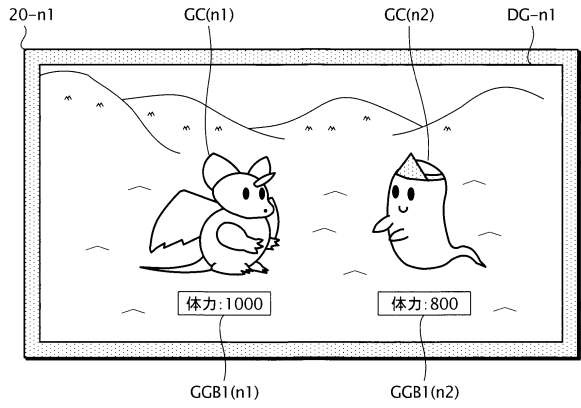 20-n1
GC(n1)
GC(n2)
DG-n1
体力:1000
体力:800
GGB1(n1)
GGB1(n2)